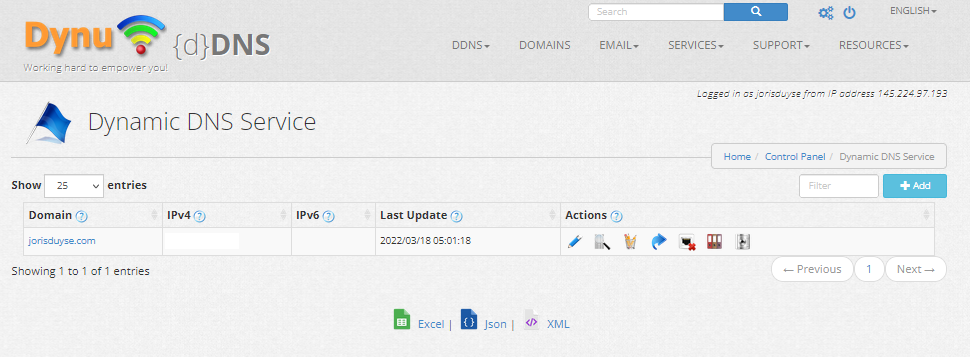 Search
ENGLISH
Dynu {d}DNS
Working hard to empower you!
DDNS DOMAINS EMAIL SERVICES SUPPORT RESOURCES
Logged in as jorisduyse from IP address 145.224.97.193
Dynamic DNS Service
Home / Control Panel / Dynamic DNS Service
Show 25 entries
Filter
+ Add
Domain ? IPv4 ? IPv6 ? Last Update ? Actions ?
jorisduyse.com 2022/03/18 05:01:18
Showing 1 to 1 of 1 entries
← Previous 1 Next →
Excel | {} Json | </> XML